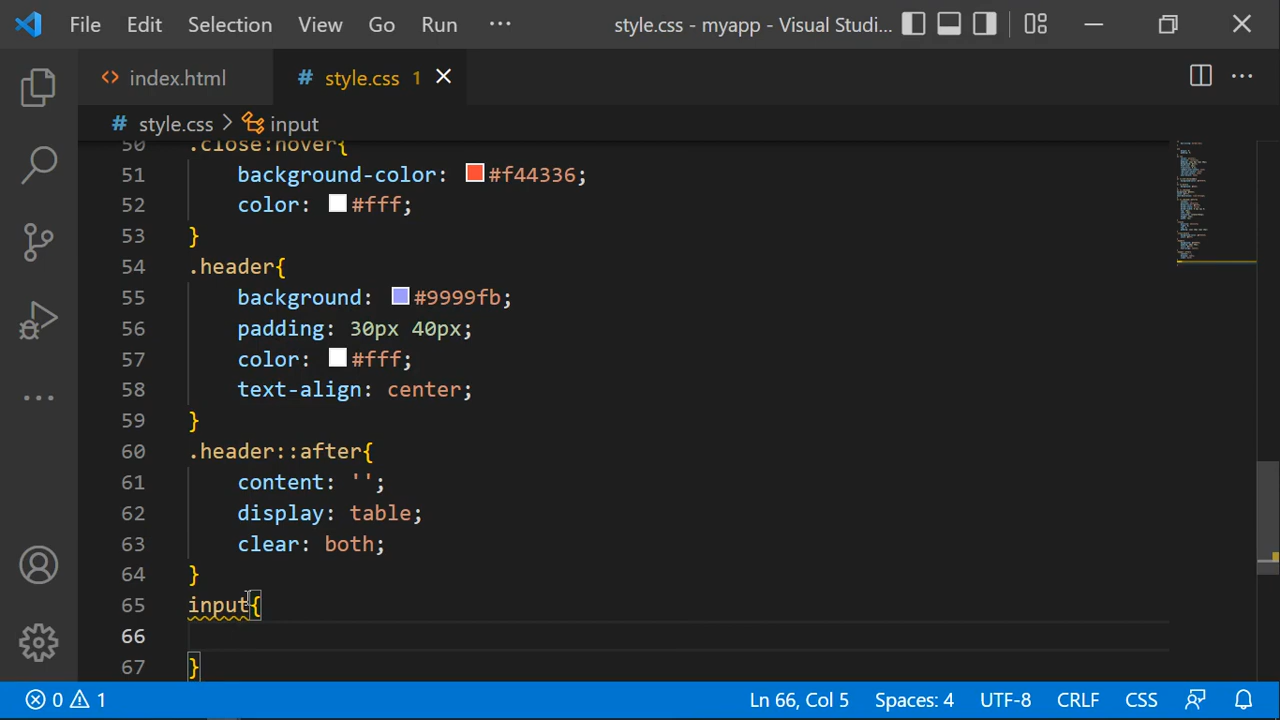 File Edit Selection View Go Run ··· style.css - myapp - Visual Studi...
index.html # style.css 1
# style.css > input
50 .close:hover{
51 background-color: #f44336;
52 color: #fff;
53 }
54 .header{
55 background: #9999fb;
56 padding: 30px 40px;
57 color: #fff;
58 text-align: center;
59 }
60 .header::after{
61 content: '';
62 display: table;
63 clear: both;
64 }
65 input{
66
67 }
0 1 Ln 66, Col 5 Spaces: 4 UTF-8 CRLF CSS